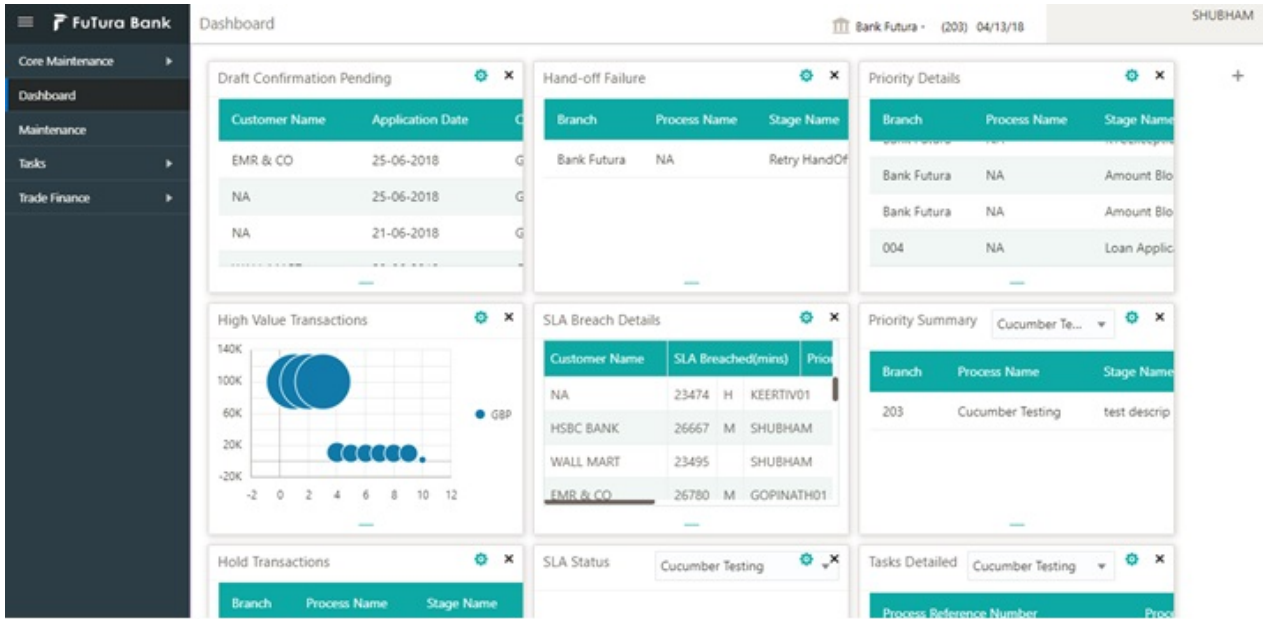 FuTura Bank
Dashboard
Bank Futura - (203) 04/13/18
SHUBHAM
Core Maintenance
Dashboard
Maintenance
Tasks
Trade Finance
Draft Confirmation Pending
Customer Name Application Date
EMR & CO 25-06-2018 G
NA 25-06-2018 G
NA 21-06-2018 G
Hand-off Failure
Branch Process Name Stage Name
Bank Futura NA Retry HandOf
Priority Details
Branch Process Name Stage Name
Bank Futura NA Amount Blo
Bank Futura NA Amount Blo
004 NA Loan Applic
High Value Transactions
140K
100K
60K
20K
-20K
-2 0 2 4 6 8 10 12
GBP
SLA Breach Details
Customer Name SLA Breached(mins) Prior
NA 23474 H KEERTIV01
HSBC BANK 26667 M SHUBHAM
WALL MART 23495 SHUBHAM
EMR & CO 26780 M GOPINATH01
Priority Summary Cucumber Te...
Branch Process Name Stage Name
203 Cucumber Testing test descrip
Hold Transactions
Branch Process Name Stage Name
SLA Status Cucumber Testing
Tasks Detailed Cucumber Testing
Process Reference Number Proce